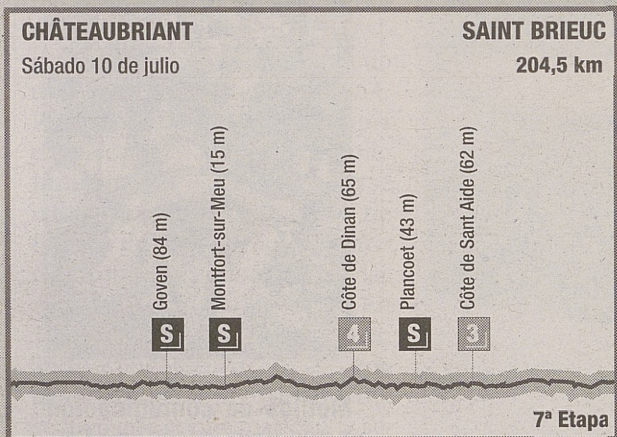 CHÂTEAUBRIANT
SAINT BRIEUC
Sábado 10 de julio
204,5 km
Goven (84 m)
Montfort-sur-Meu (15 m)
Côte de Dinan (65 m)
Plancoet (43 m)
Côte de Sant Aide (62 m)
S
S
4
S
3
7ª Etapa